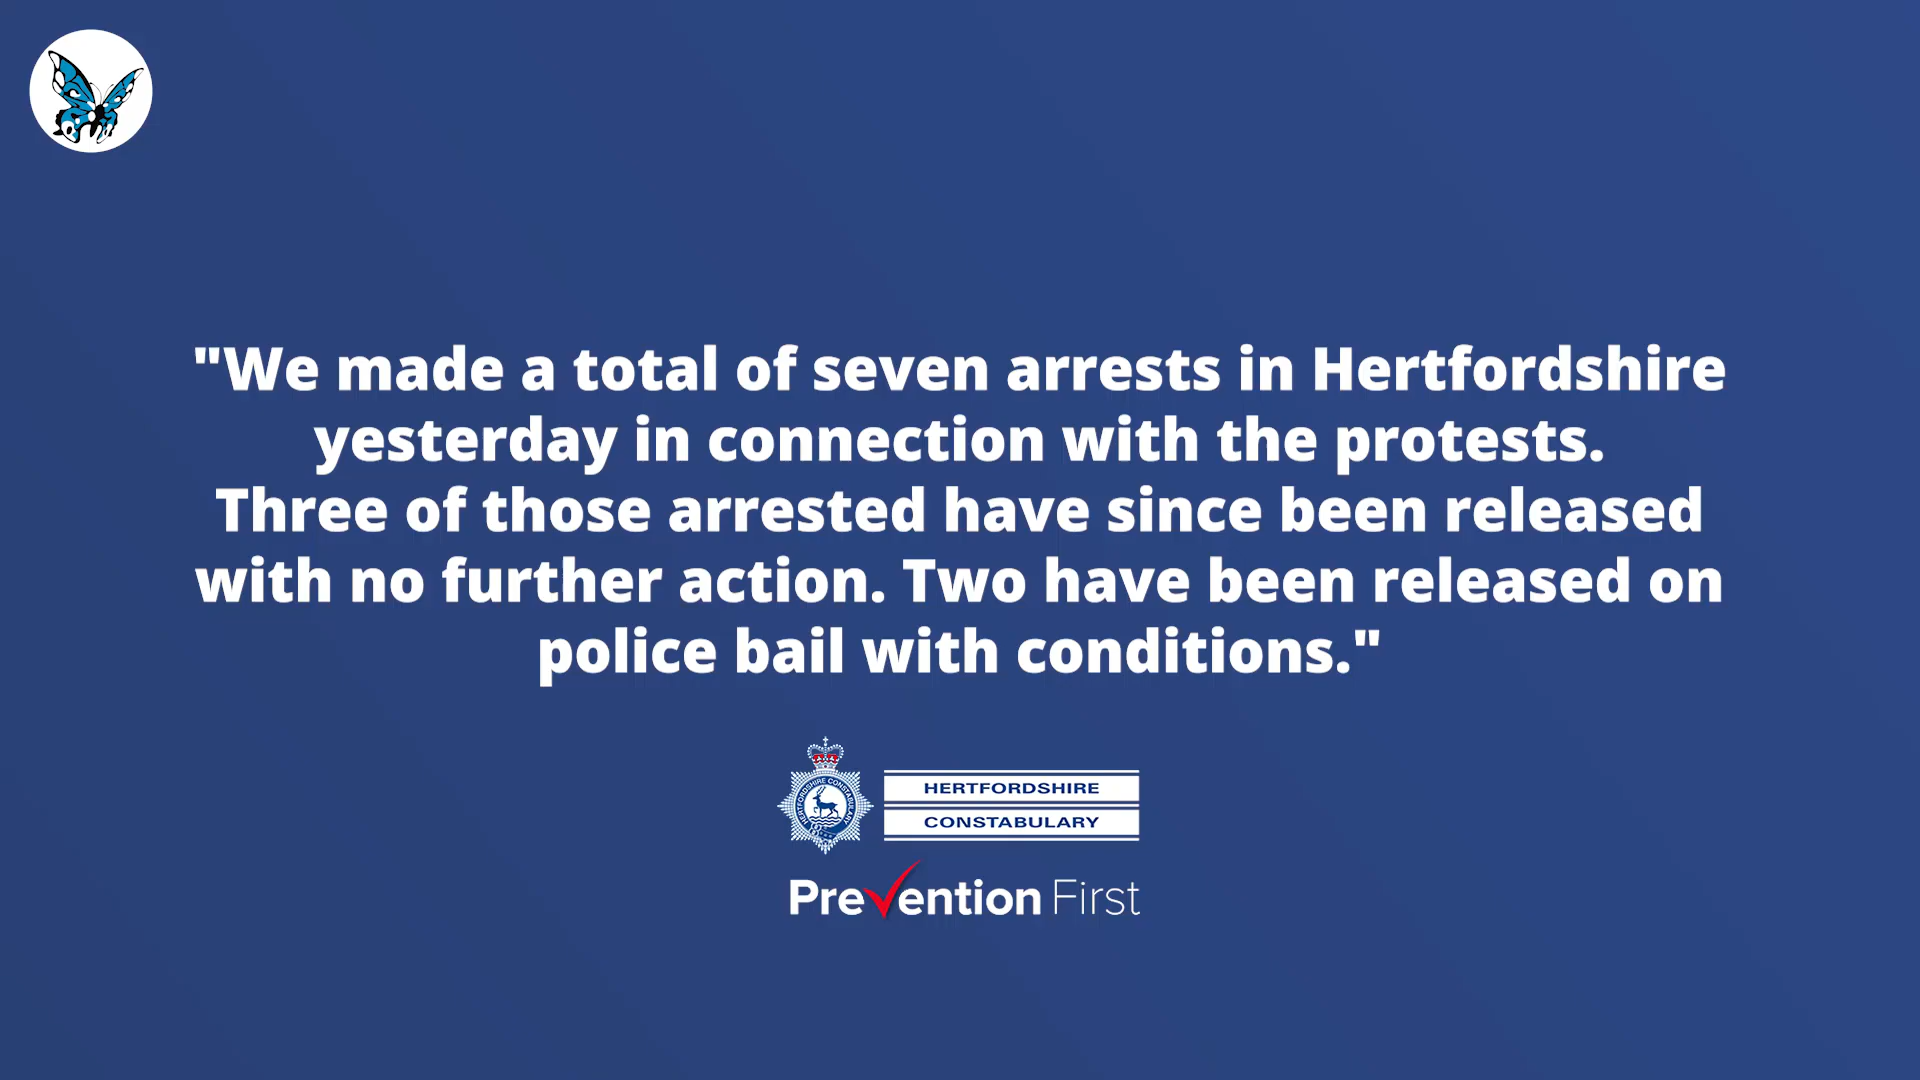 "We made a total of seven arrests in Hertfordshire
yesterday in connection with the protests.
Three of those arrested have since been released
with no further action. Two have been released on
police bail with conditions."
HERTFORDSHIRE CONSTABULARY
HERTFORDSHIRE
CONSTABULARY
Prevention First